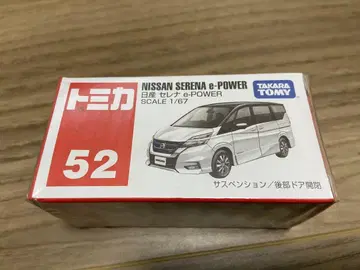 トミカ
52
NISSAN SERENA e-POWER
日産 セレナ e-POWER
SCALE 1/67
TAKARA
TOMY
サスペンション/後部ドア開閉